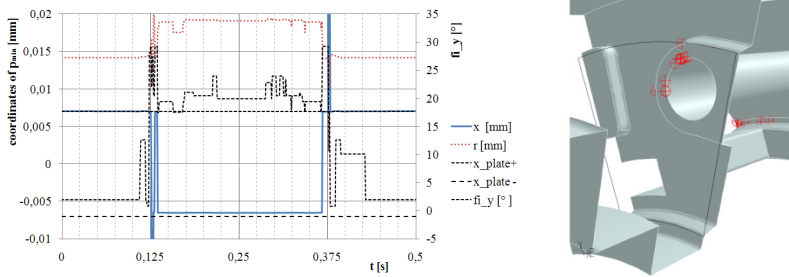 coordinates of pₘᵢₙ [mm]
0,02
0,015
0,01
0,005
0
-0,005
-0,01
35
30
25
20
15
10
5
0
-5
fi_y [°]
0
0,125
0,25
0,375
0,5
t [s]
x [mm]
r [mm]
x_plate+
x_plate -
fi_y [° ]